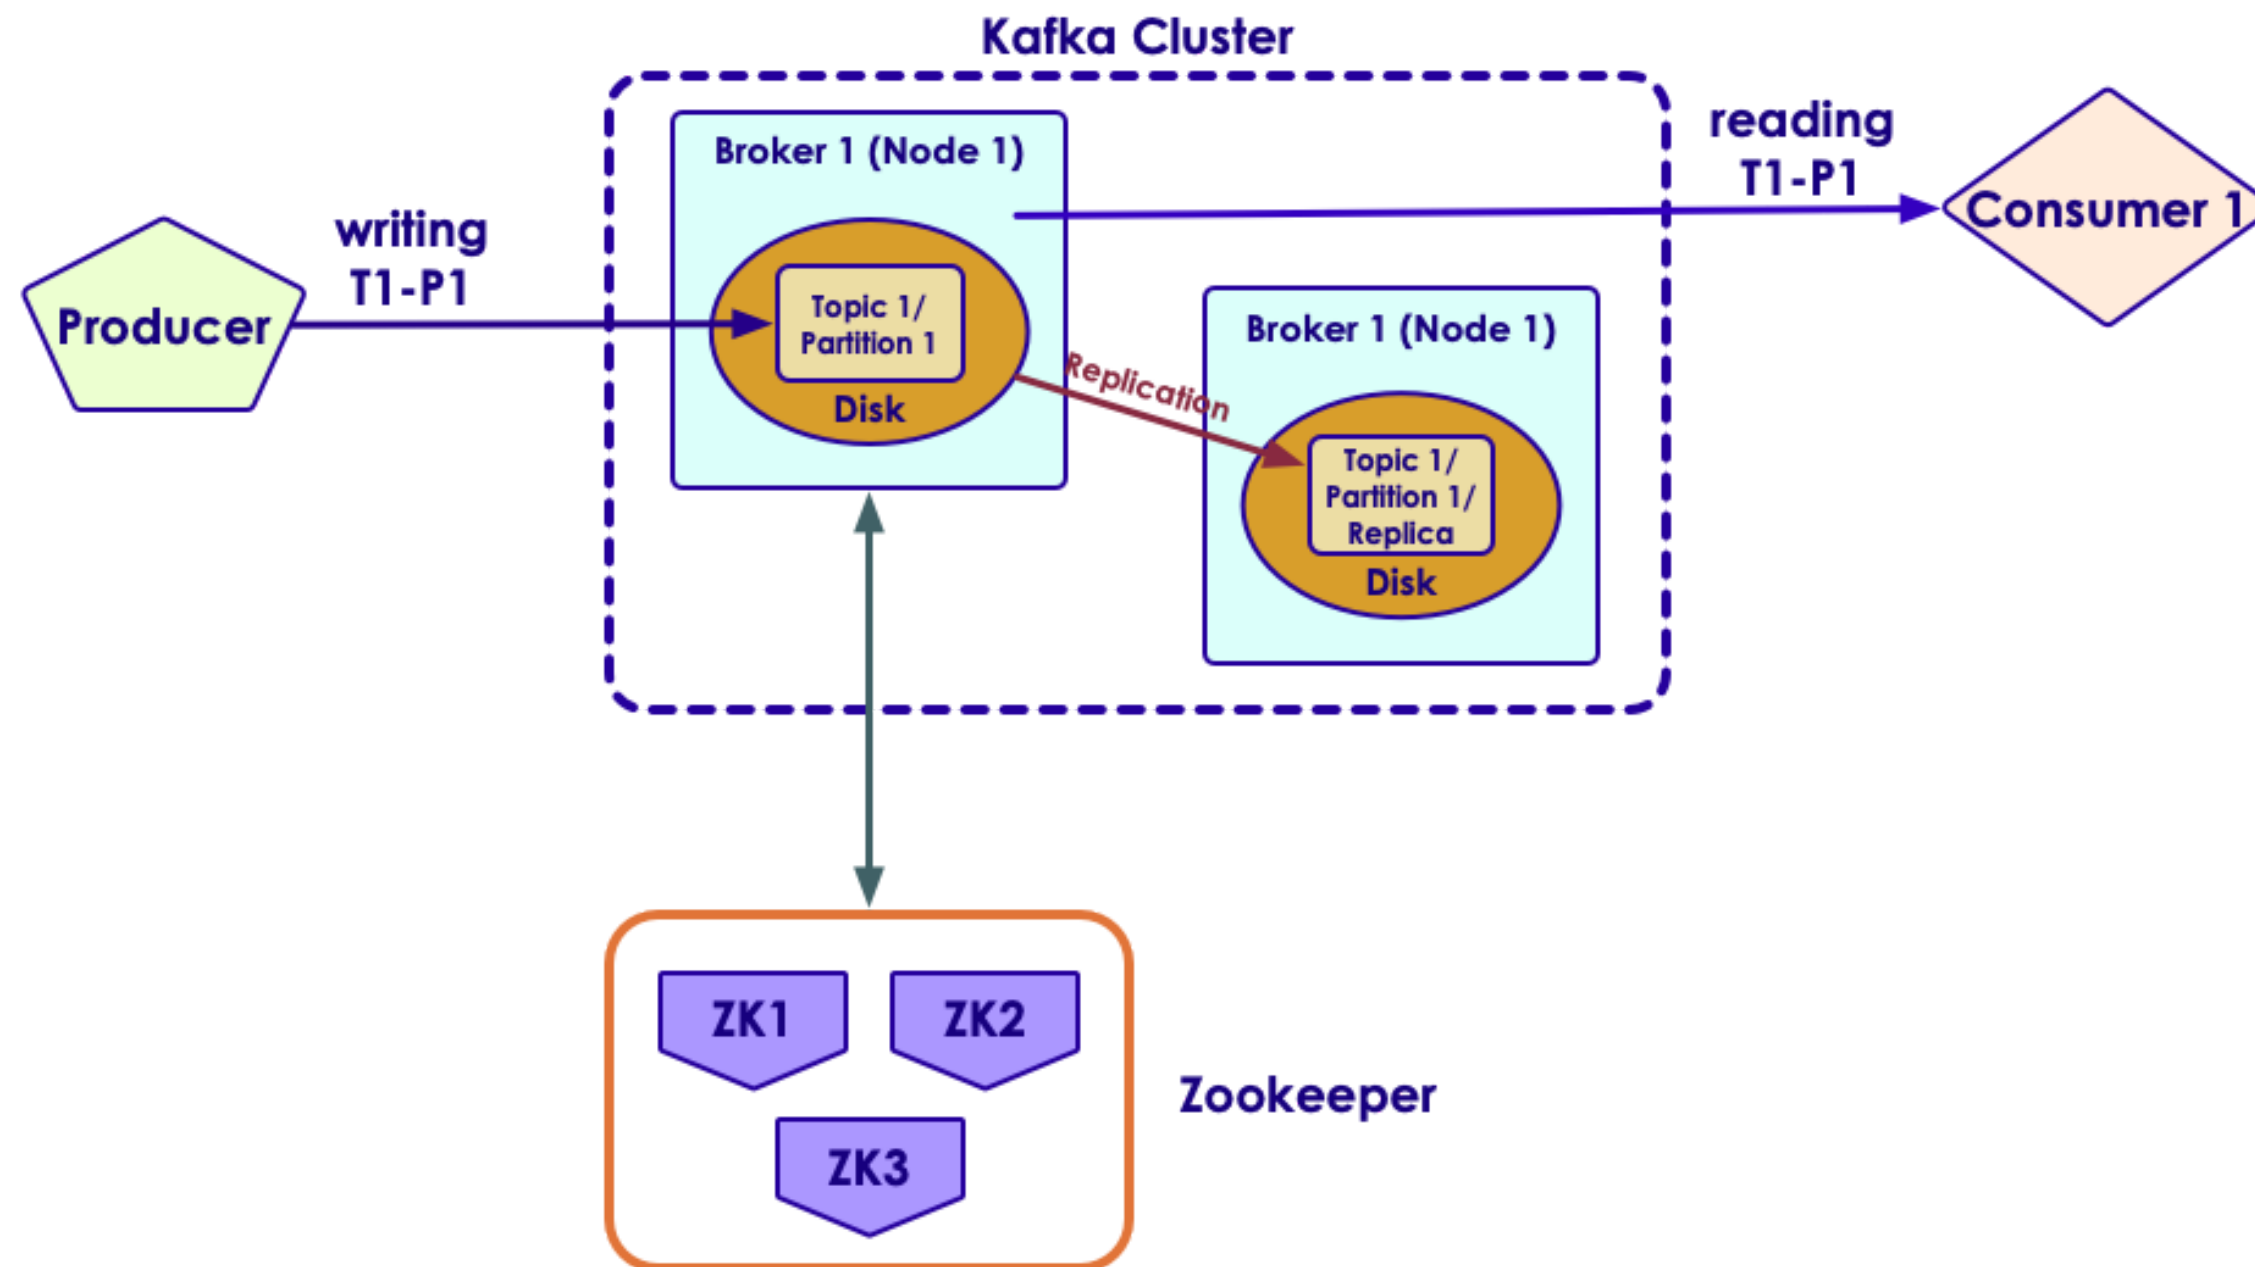 Kafka Cluster
Broker 1 (Node 1)
reading
T1-P1
Consumer 1
writing
T1-P1
Producer
Topic 1/
Partition 1
Disk
Replication
Broker 1 (Node 1)
Topic 1/
Partition 1/
Replica
Disk
ZK1
ZK2
ZK3
Zookeeper